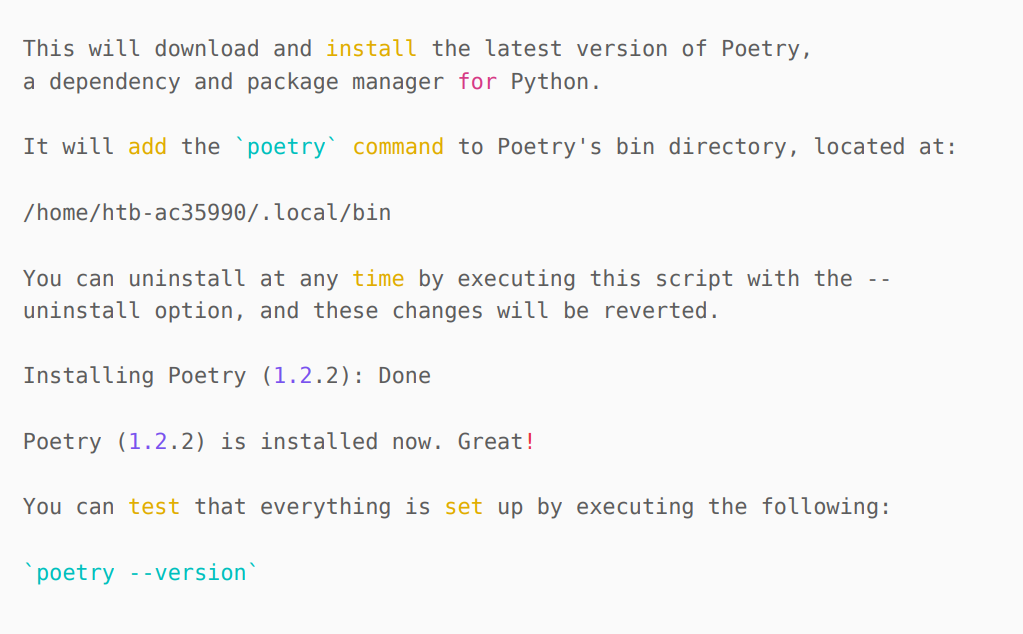 This will download and install the latest version of Poetry,
a dependency and package manager for Python.
It will add the `poetry` command to Poetry's bin directory, located at:
/home/htb-ac35990/.local/bin
You can uninstall at any time by executing this script with the --
uninstall option, and these changes will be reverted.
Installing Poetry (1.2.2): Done
Poetry (1.2.2) is installed now. Great!
You can test that everything is set up by executing the following:
`poetry --version`